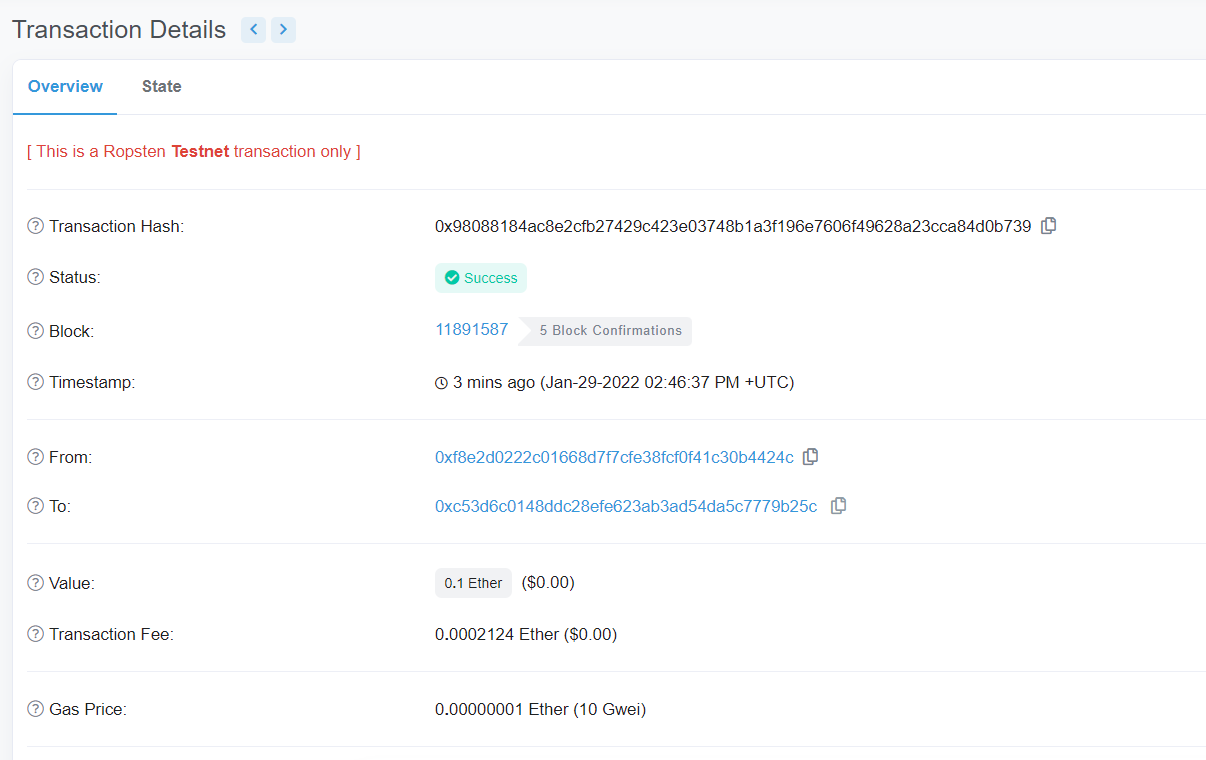 Transaction Details
Overview State
[ This is a Ropsten Testnet transaction only ]
Transaction Hash: 0x98088184ac8e2cfb27429c423e03748b1a3f196e7606f49628a23cca84d0b739
Status: Success
Block: 11891587 5 Block Confirmations
Timestamp: 3 mins ago (Jan-29-2022 02:46:37 PM +UTC)
From: 0xf8e2d0222c01668d7f7cfe38fcf0f41c30b4424c
To: 0xc53d6c0148ddc28efe623ab3ad54da5c7779b25c
Value: 0.1 Ether ($0.00)
Transaction Fee: 0.0002124 Ether ($0.00)
Gas Price: 0.00000001 Ether (10 Gwei)